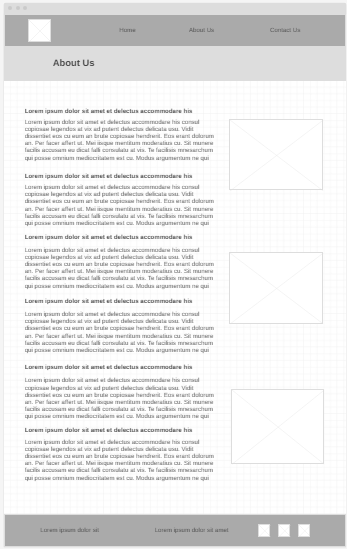 Home About Us Contact Us
About Us
Lorem ipsum dolor sit amet et delectus accommodare his
Lorem ipsum dolor sit amet et delectus accommodare his consul
copiosae legendos at vix ad putent delectus delicata usu. Vidit
dissentiet eos cu eum an brute copiosae hendrerit. Eos erant dolorum
an. Per facer affert ut. Mei iisque mentitum moderatius cu. Sit munere
facilis accusam eu dicat falli consulatu at vis. Te facilisis mnesarchum
qui posse omnium mediocritatem est cu. Modus argumentum ne qui
Lorem ipsum dolor sit amet et delectus accommodare his
Lorem ipsum dolor sit amet et delectus accommodare his consul
copiosae legendos at vix ad putent delectus delicata usu. Vidit
dissentiet eos cu eum an brute copiosae hendrerit. Eos erant dolorum
an. Per facer affert ut. Mei iisque mentitum moderatius cu. Sit munere
facilis accusam eu dicat falli consulatu at vis. Te facilisis mnesarchum
qui posse omnium mediocritatem est cu. Modus argumentum ne qui
Lorem ipsum dolor sit amet et delectus accommodare his
Lorem ipsum dolor sit amet et delectus accommodare his consul
copiosae legendos at vix ad putent delectus delicata usu. Vidit
dissentiet eos cu eum an brute copiosae hendrerit. Eos erant dolorum
an. Per facer affert ut. Mei iisque mentitum moderatius cu. Sit munere
facilis accusam eu dicat falli consulatu at vis. Te facilisis mnesarchum
qui posse omnium mediocritatem est cu. Modus argumentum ne qui
Lorem ipsum dolor sit amet et delectus accommodare his
Lorem ipsum dolor sit amet et delectus accommodare his consul
copiosae legendos at vix ad putent delectus delicata usu. Vidit
dissentiet eos cu eum an brute copiosae hendrerit. Eos erant dolorum
an. Per facer affert ut. Mei iisque mentitum moderatius cu. Sit munere
facilis accusam eu dicat falli consulatu at vis. Te facilisis mnesarchum
qui posse omnium mediocritatem est cu. Modus argumentum ne qui
Lorem ipsum dolor sit amet et delectus accommodare his
Lorem ipsum dolor sit amet et delectus accommodare his consul
copiosae legendos at vix ad putent delectus delicata usu. Vidit
dissentiet eos cu eum an brute copiosae hendrerit. Eos erant dolorum
an. Per facer affert ut. Mei iisque mentitum moderatius cu. Sit munere
facilis accusam eu dicat falli consulatu at vis. Te facilisis mnesarchum
qui posse omnium mediocritatem est cu. Modus argumentum ne qui
Lorem ipsum dolor sit amet et delectus accommodare his
Lorem ipsum dolor sit amet et delectus accommodare his consul
copiosae legendos at vix ad putent delectus delicata usu. Vidit
dissentiet eos cu eum an brute copiosae hendrerit. Eos erant dolorum
an. Per facer affert ut. Mei iisque mentitum moderatius cu. Sit munere
facilis accusam eu dicat falli consulatu at vis. Te facilisis mnesarchum
qui posse omnium mediocritatem est cu. Modus argumentum ne qui
Lorem ipsum dolor sit Lorem ipsum dolor sit amet